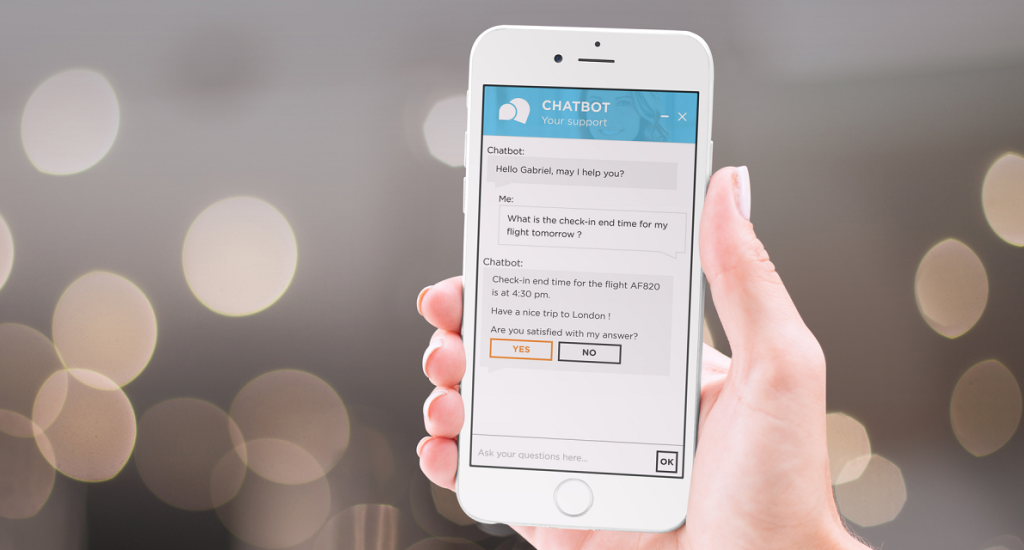 CHATBOT
Your support
Chatbot:
Hello Gabriel, may I help you?
Me:
What is the check-in end time for my
flight tomorrow ?
Chatbot:
Check-in end time for the flight AF820
is at 4:30 pm.
Have a nice trip to London !
Are you satisfied with my answer?
YES NO
Ask your questions here...
OK